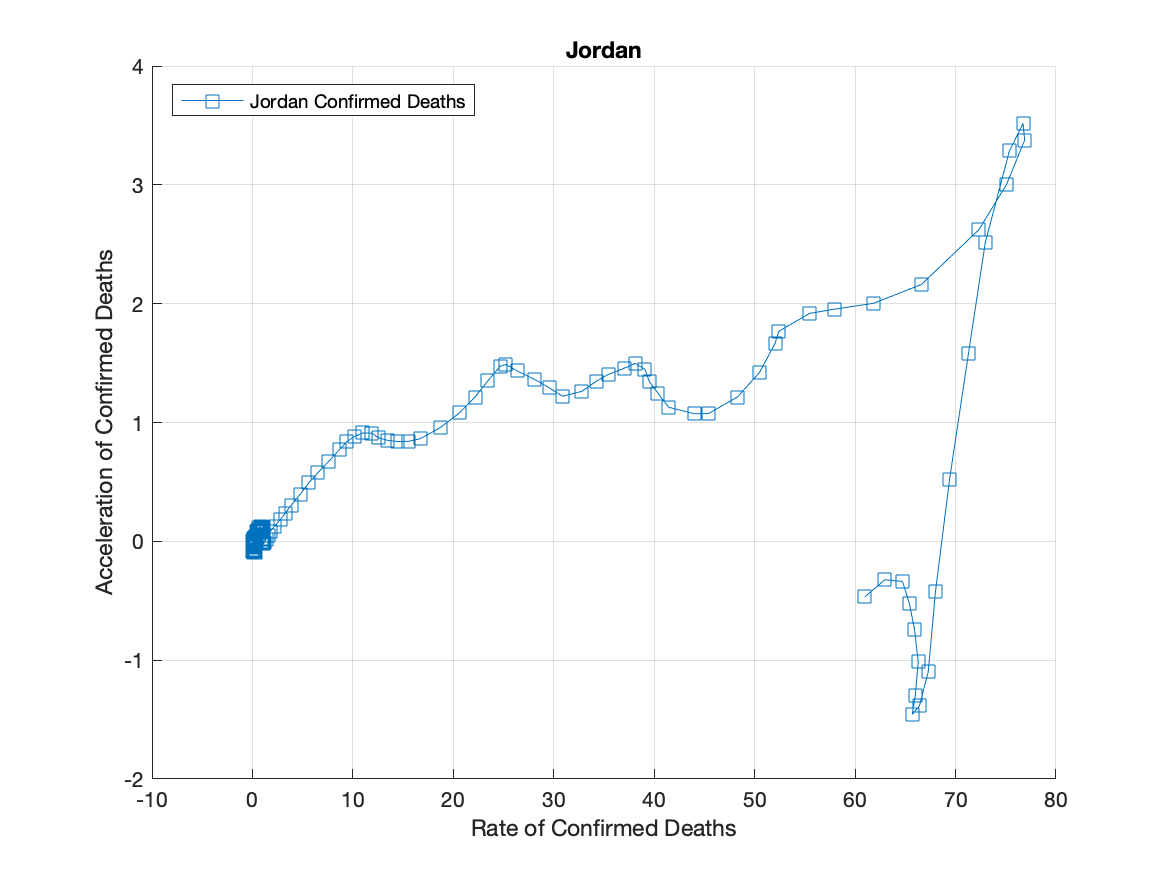 Jordan
4
Jordan Confirmed Deaths
3
2
1
0
-1
-2
Acceleration of Confirmed Deaths
-10 0 10 20 30 40 50 60 70 80
Rate of Confirmed Deaths